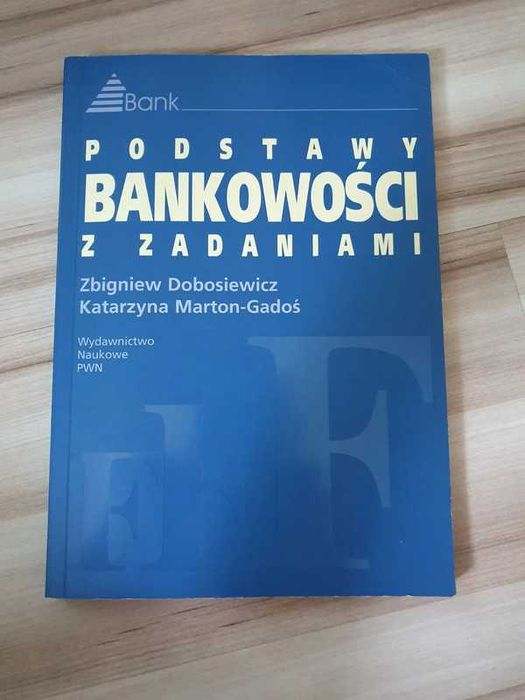 Bank
PODSTAWY
BANKOWOŚCI
Z ZADANIAMI
Zbigniew Dobosiewicz
Katarzyna Marton-Gadoś
Wydawnictwo
Naukowe
PWN
F F F